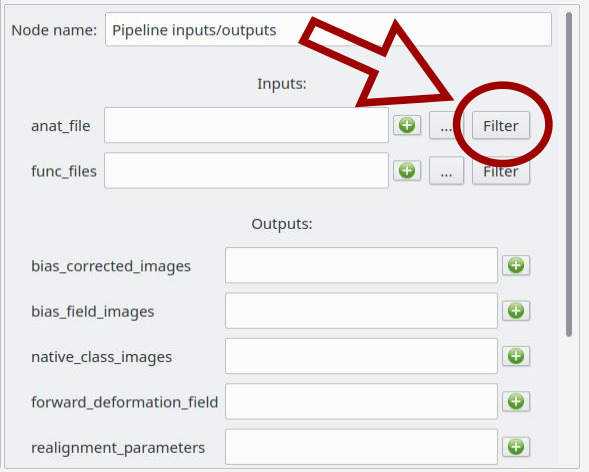 Node name: Pipeline inputs/outputs
Inputs:
anat_file ... Filter
func_files ... Filter
Outputs:
bias_corrected_images
bias_field_images
native_class_images
forward_deformation_field
realignment_parameters